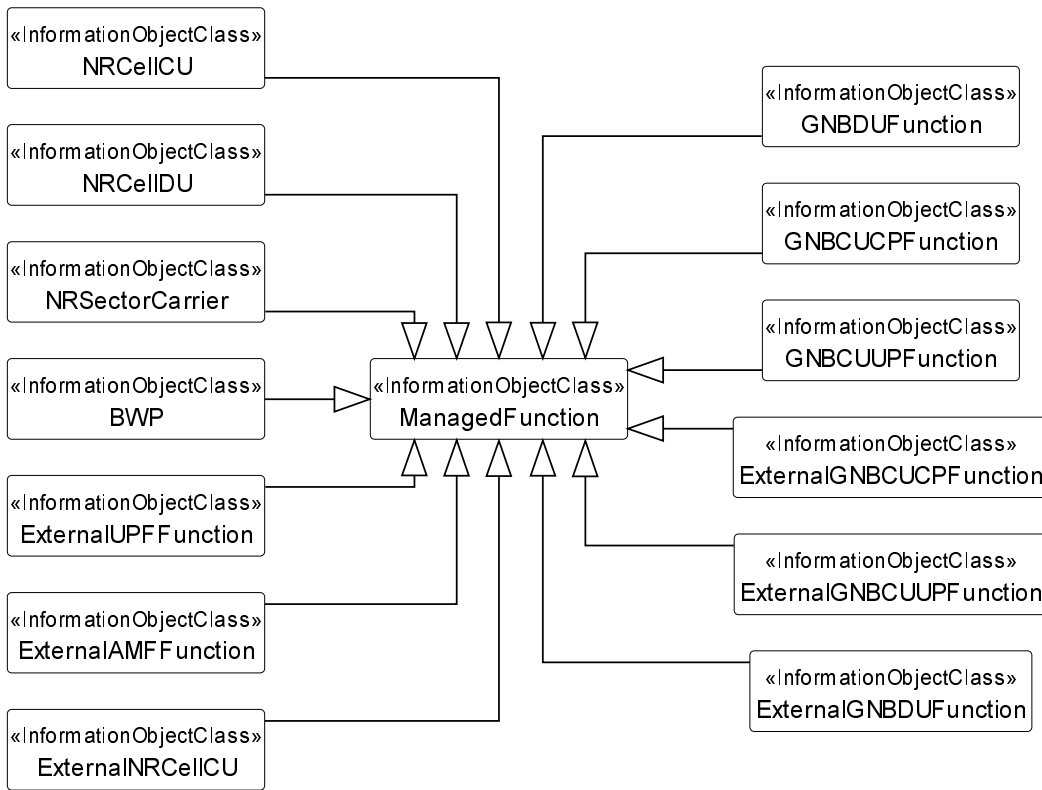 «InformationObjectClass»
NRCellCU
«InformationObjectClass»
NRCellDU
«InformationObjectClass»
NRSectorCarrier
«InformationObjectClass»
BWP
«InformationObjectClass»
ExternalUPFFunction
«InformationObjectClass»
ExternalAMFFunction
«InformationObjectClass»
ExternalNRCellCU
«InformationObjectClass»
ManagedFunction
«InformationObjectClass»
GNBDUFunction
«InformationObjectClass»
GNBCUCPFunction
«InformationObjectClass»
GNBCUUPFunction
«InformationObjectClass»
ExternalGNBCUCPFunction
«InformationObjectClass»
ExternalGNBCUUPFunction
«InformationObjectClass»
ExternalGNBDUFunction